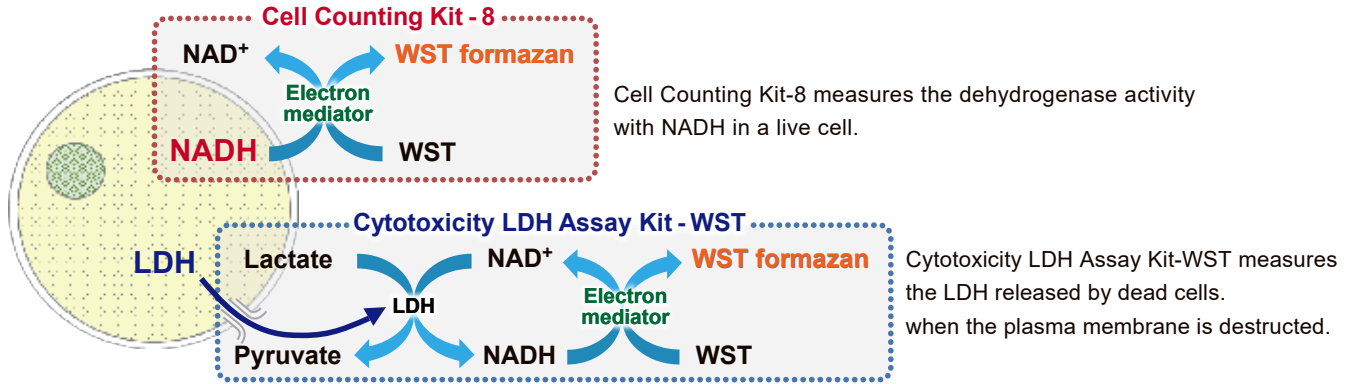 Cell Counting Kit - 8
NAD+ WST formazan
Electron
mediator
NADH WST
Cell Counting Kit-8 measures the dehydrogenase activity
with NADH in a live cell.
Cytotoxicity LDH Assay Kit - WST
LDH Lactate NAD+ WST formazan
LDH
Electron
mediator
Pyruvate NADH WST
Cytotoxicity LDH Assay Kit-WST measures
the LDH released by dead cells.
when the plasma membrane is destructed.